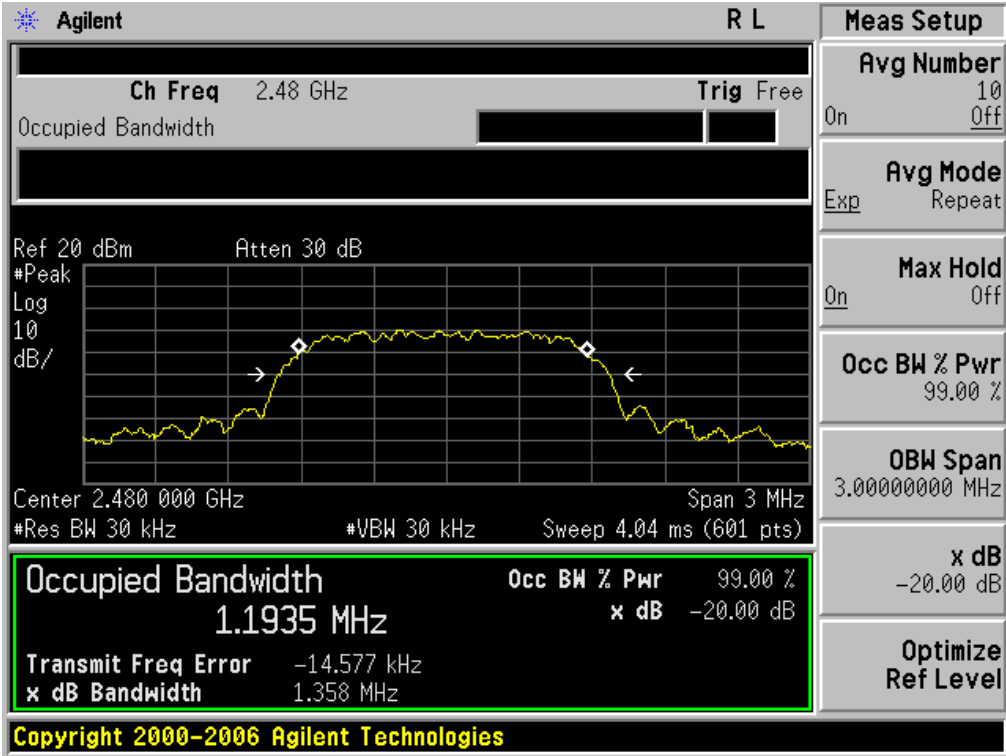 Agilent R L
Ch Freq 2.48 GHz Trig Free
Occupied Bandwidth
Ref 20 dBm Atten 30 dB
#Peak
Log
10
dB/
Center 2.480 000 GHz Span 3 MHz
#Res BW 30 kHz #VBW 30 kHz Sweep 4.04 ms (601 pts)
Occupied Bandwidth Occ BW % Pwr 99.00 %
1.1935 MHz x dB -20.00 dB
Transmit Freq Error -14.577 kHz
x dB Bandwidth 1.358 MHz
Copyright 2000-2006 Agilent Technologies
Meas Setup
Avg Number
10
On Off
Avg Mode
Exp Repeat
Max Hold
On Off
Occ BW % Pwr
99.00 %
OBW Span
3.00000000 MHz
x dB
-20.00 dB
Optimize
Ref Level